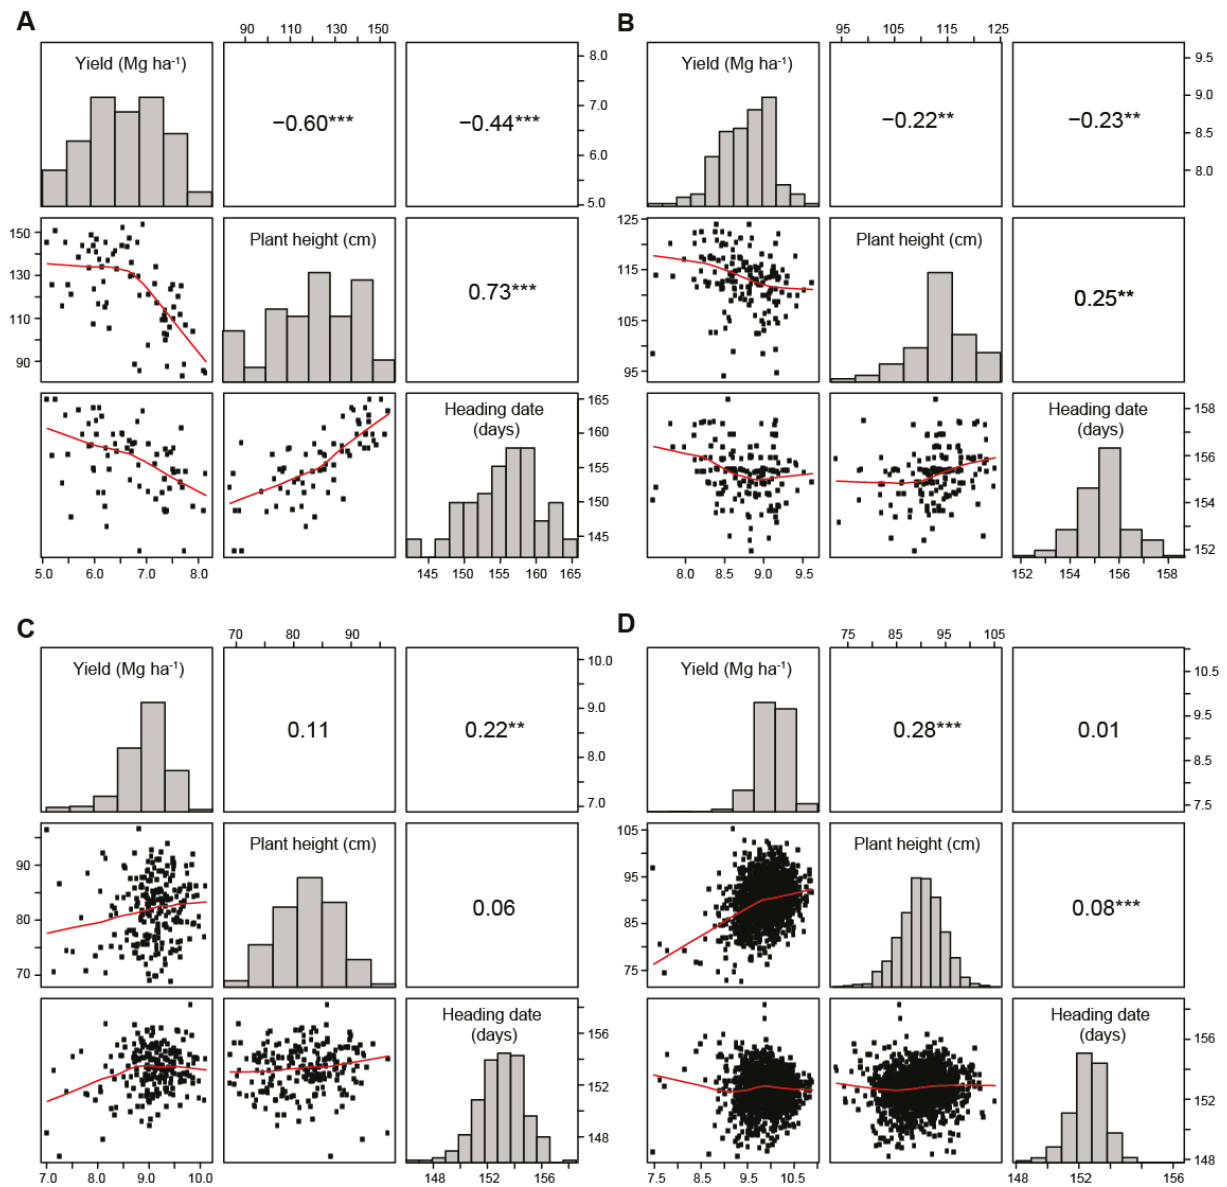 A
90 110 130 150
B
95 105 115 125
Yield (Mg ha⁻¹)
−0.60***
−0.44***
8.0
7.0
6.0
5.0
Yield (Mg ha⁻¹)
−0.22**
−0.23**
9.5
9.0
8.5
8.0
150
130
110
90
Plant height (cm)
0.73***
125
115
105
95
Plant height (cm)
0.25**
Heading date
(days)
165
160
155
150
145
Heading date
(days)
158
156
154
152
5.0 6.0 7.0 8.0
145 150 155 160 165
8.0 8.5 9.0 9.5
152 154 156 158
C
70 80 90
D
75 85 95 105
Yield (Mg ha⁻¹)
0.11
0.22**
10.0
9.0
8.0
7.0
Yield (Mg ha⁻¹)
0.28***
0.01
10.5
9.5
8.5
7.5
90
80
70
Plant height (cm)
0.06
105
95
85
75
Plant height (cm)
0.08***
Heading date
(days)
156
152
148
Heading date
(days)
156
152
148
7.0 8.0 9.0 10.0
148 152 156
7.5 8.5 9.5 10.5
148 152 156